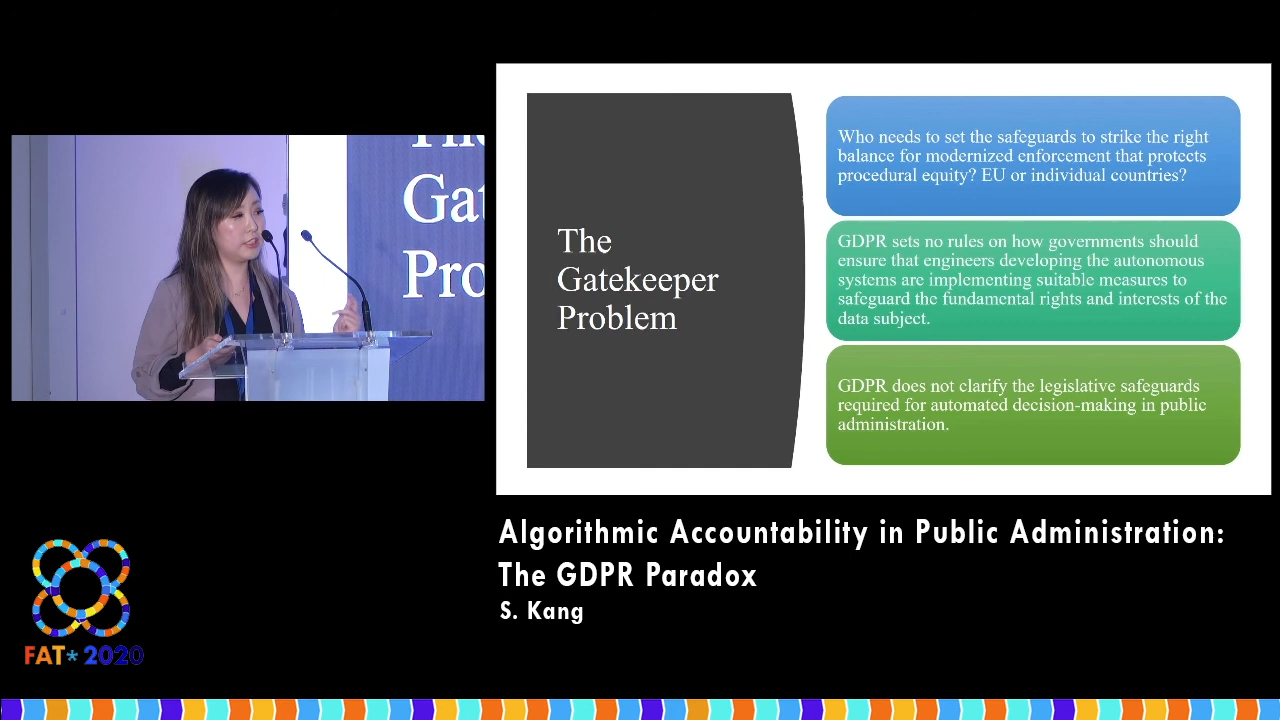 Gat
Pro
The
Gatekeeper
Problem
Who needs to set the safeguards to strike the right
balance for modernized enforcement that protects
procedural equity? EU or individual countries?
GDPR sets no rules on how governments should
ensure that engineers developing the autonomous
systems are implementing suitable measures to
safeguard the fundamental rights and interests of the
data subject.
GDPR does not clarify the legislative safeguards
required for automated decision-making in public
administration.
Algorithmic Accountability in Public Administration:
The GDPR Paradox
S. Kang
FAT* 2020